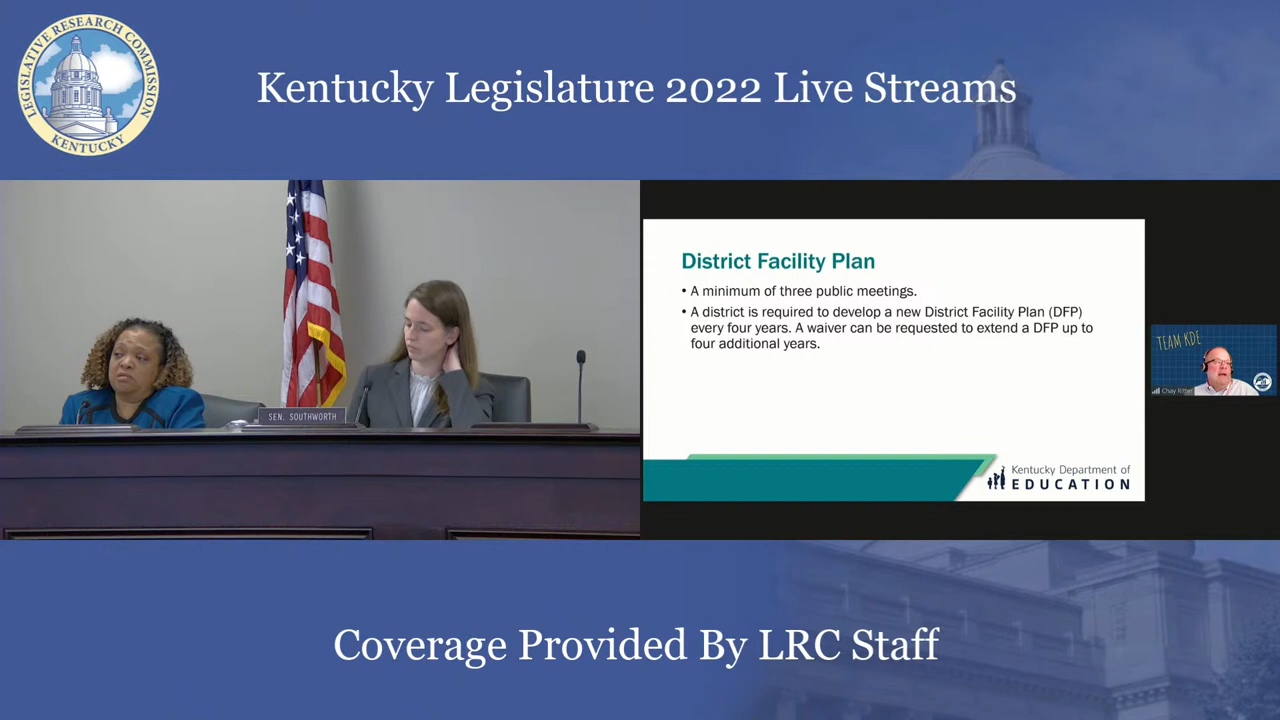 LEGISLATIVE RESEARCH COMMISSION
KENTUCKY
Kentucky Legislature 2022 Live Streams
SEN. SOUTHWORTH
District Facility Plan
• A minimum of three public meetings.
• A district is required to develop a new District Facility Plan (DFP)
every four years. A waiver can be requested to extend a DFP up to
four additional years.
Kentucky Department of
EDUCATION
TEAM KDE
Chay Ritter
Coverage Provided By LRC Staff